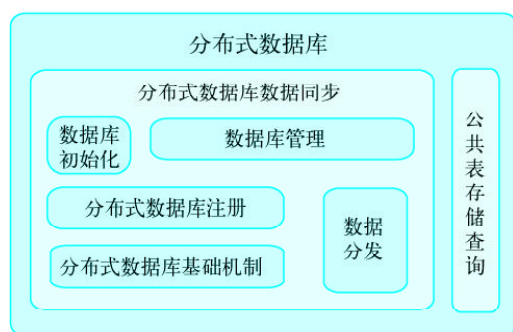 分布式数据库
分布式数据库数据同步
数据库
初始化
数据库管理
分布式数据库注册
分布式数据库基础机制
数据
分发
公
共
表
存
储
查
询